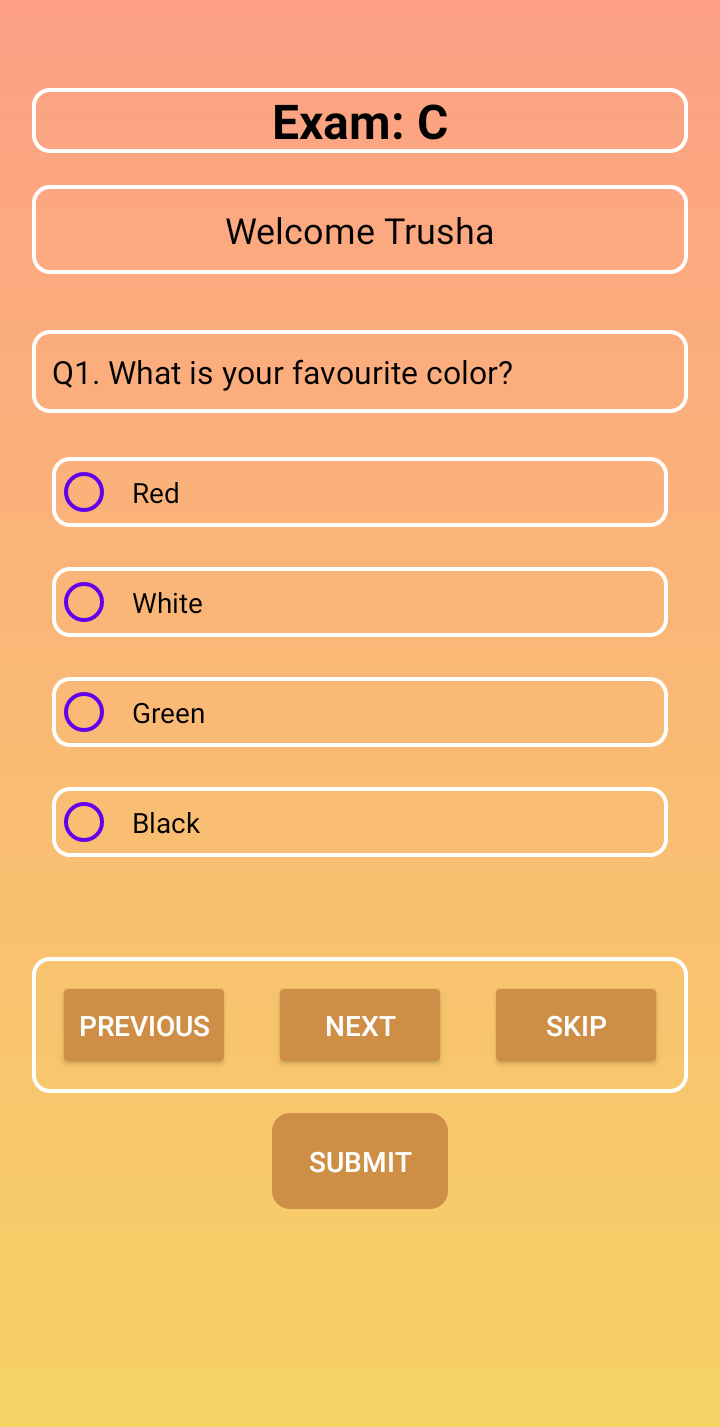 Exam: C
Welcome Trusha
Q1. What is your favourite color?
Red
White
Green
Black
PREVIOUS NEXT SKIP
SUBMIT